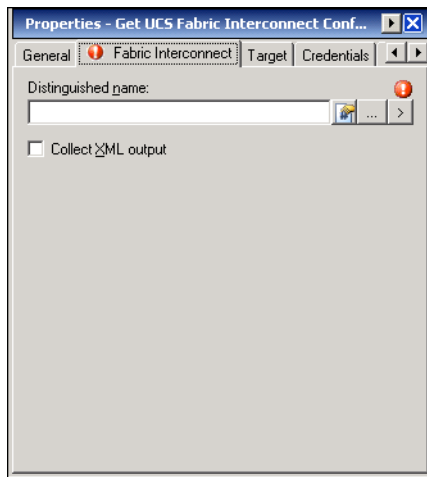 Properties - Get UCS Fabric Interconnect Conf...
General Fabric Interconnect Target Credentials
Distinguished name:
... >
Collect XML output